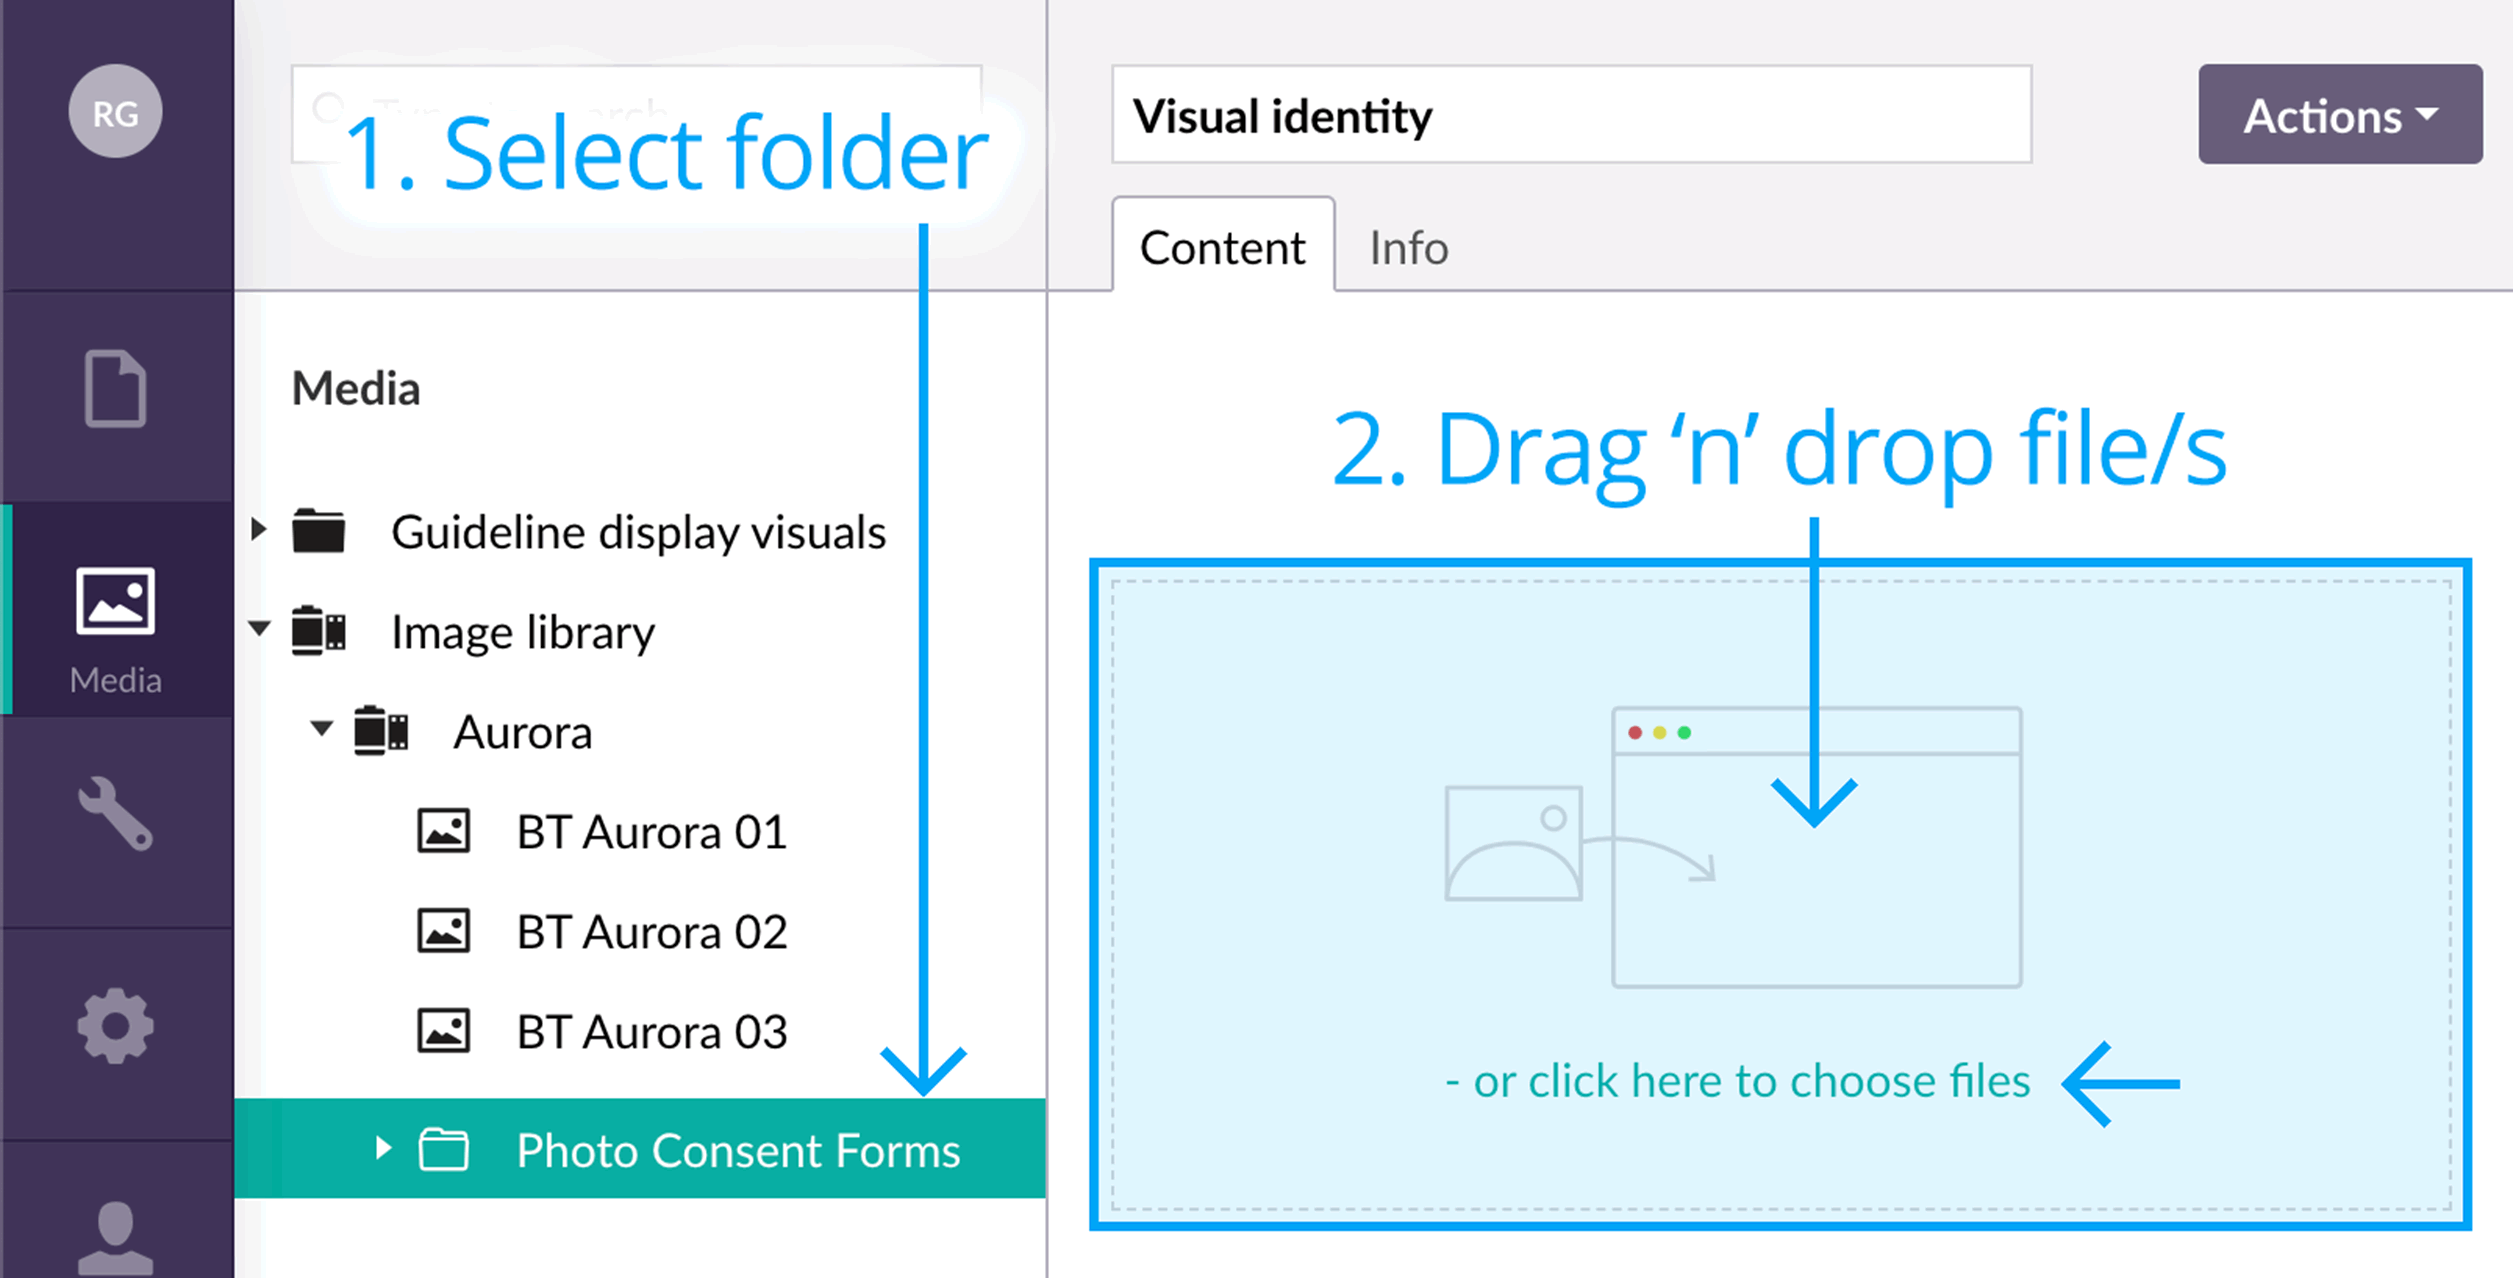 RG
1. Select folder
Visual identity
Actions
Content
Info
Media
2. Drag ‘n’ drop file/s
Guideline display visuals
Image library
Media
Aurora
BT Aurora 01
BT Aurora 02
BT Aurora 03
- or click here to choose files
Photo Consent Forms